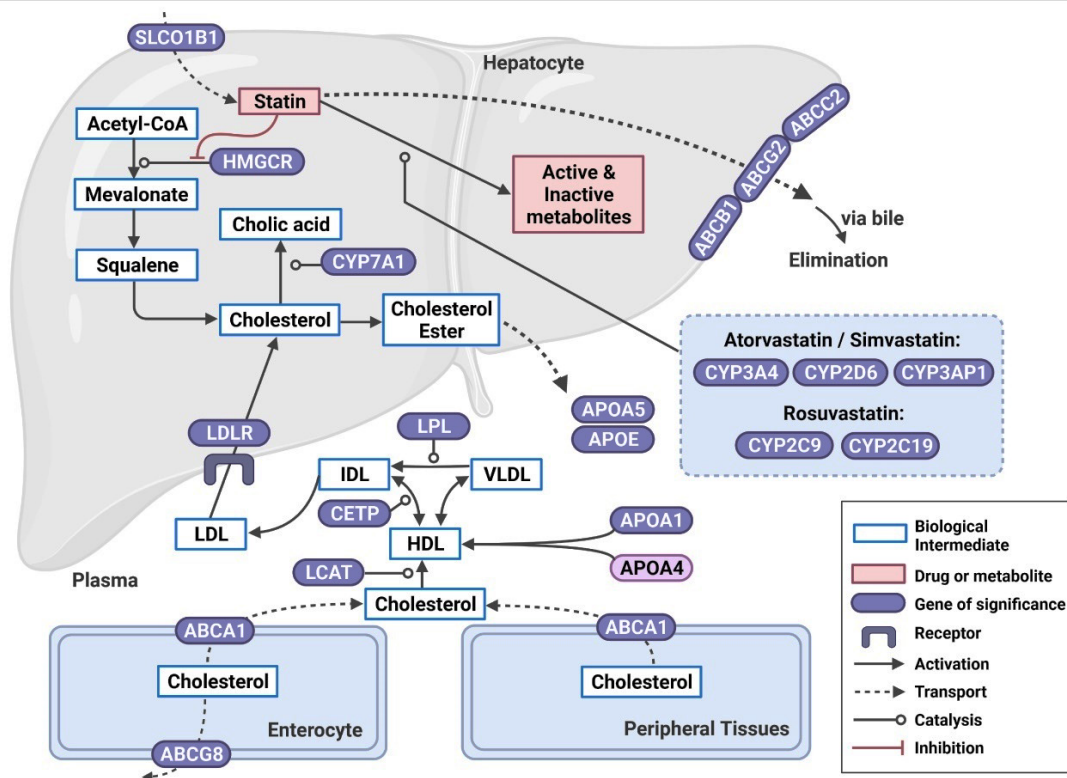 SLCO1B1
Hepatocyte
Statin
ABCC2
Acetyl-CoA
ABCG2
HMGCR
Active &
Inactive
metabolites
Mevalonate
ABCB1
via bile
Cholic acid
Elimination
CYP7A1
Squalene
Cholesterol
Cholesterol
Ester
Atorvastatin / Simvastatin:
CYP3A4
CYP2D6
CYP3AP1
Rosuvastatin:
CYP2C9
CYP2C19
APOA5
APOE
LDLR
LPL
IDL
VLDL
CETP
LDL
HDL
APOA1
APOA4
Plasma
LCAT
Cholesterol
ABCA1
ABCA1
Cholesterol
Cholesterol
Enterocyte
Peripheral Tissues
ABCG8
Biological
Intermediate
Drug or metabolite
Gene of significance
Receptor
Activation
Transport
Catalysis
Inhibition